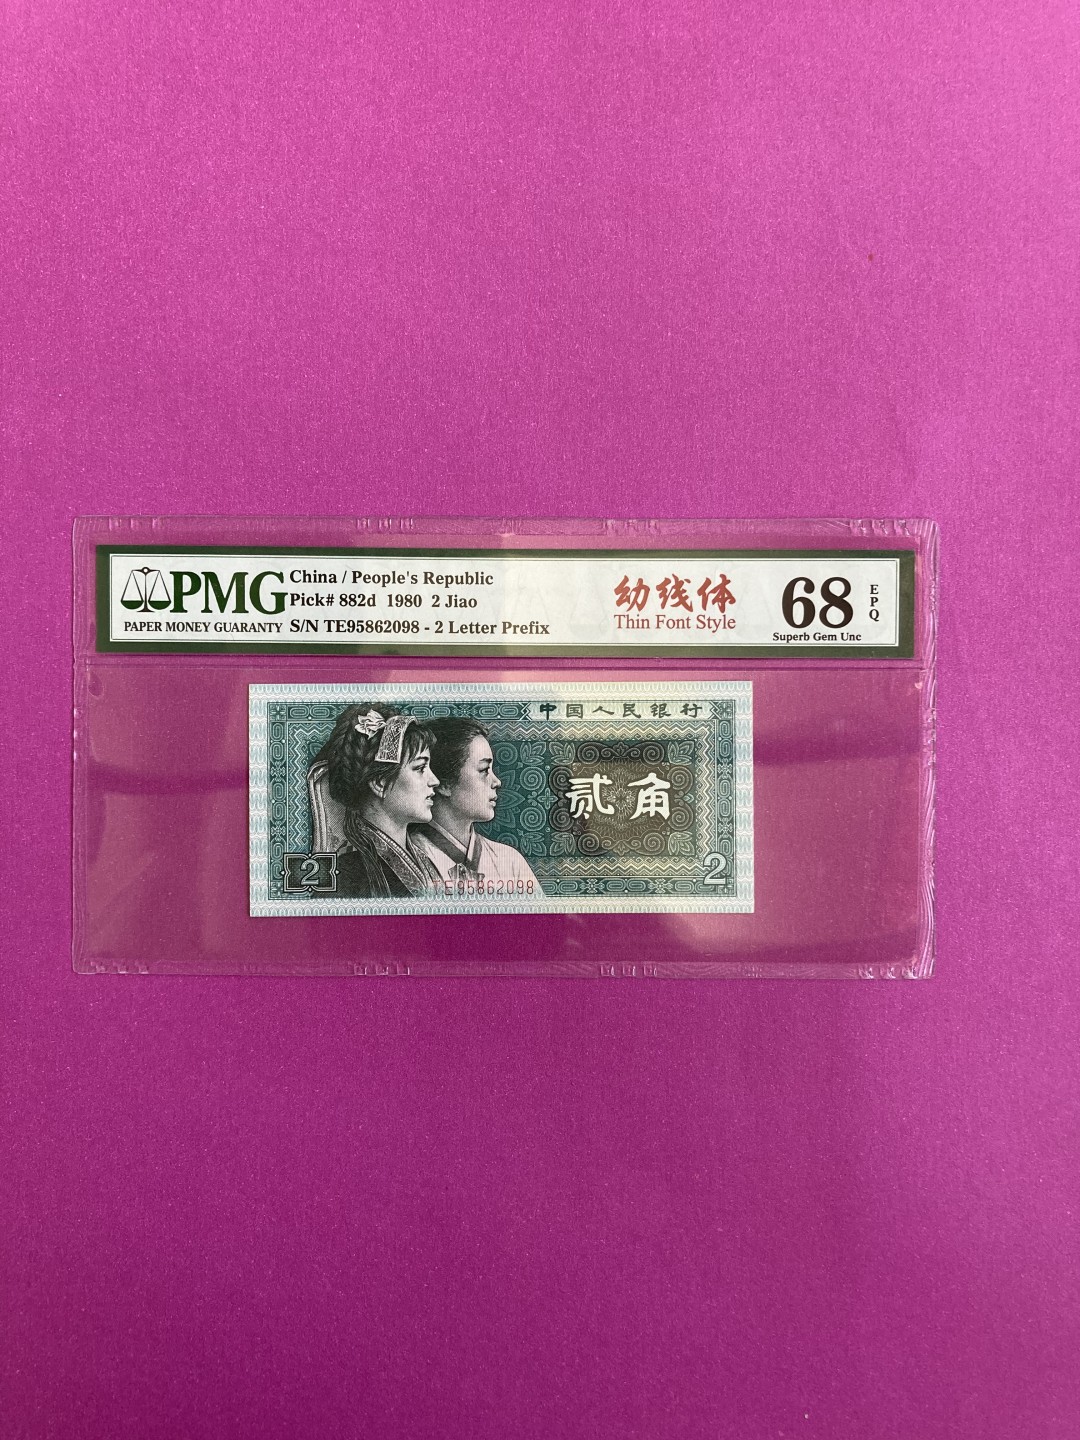 PMG
PAPER MONEY GUARANTY
China / People's Republic
Pick# 882d 1980 2 Jiao
S/N TE95862098 - 2 Letter Prefix
幼线体
Thin Font Style
68
EPQ
Superb Gem Unc
中国人民银行
贰角
2
2
TE95862098